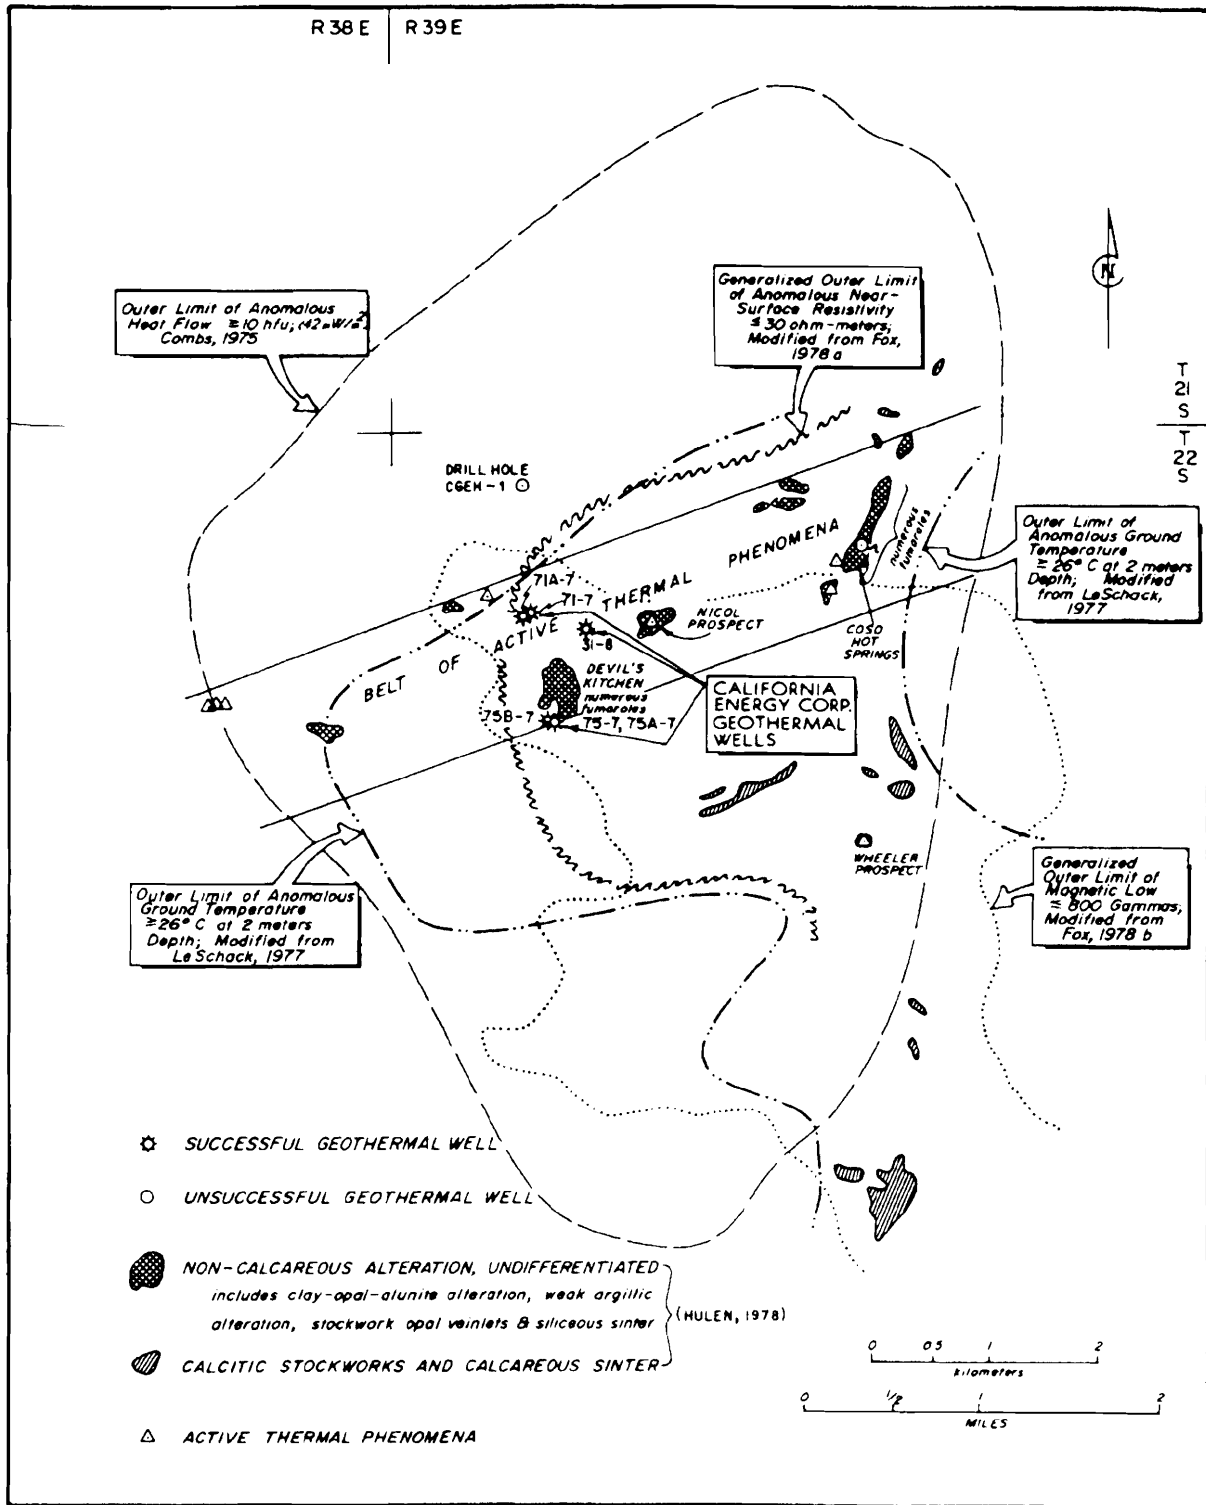 R 38 E R 39 E
Outer Limit of Anomalous
Heat Flow ≥10 hfu;
Combs, 1975
Generalized Outer Limit
of Anomalous Near-
Surface Resistivity
≤ 30 ohm-meters;
Modified from Fox,
1978 a
N
T
21
S
T
22
S
DRILL HOLE
CGEH-1
Outer Limit of
Anomalous Ground
Temperature
≥ 26° C at 2 meters
Depth; Modified
from LeSchack,
1977
numerous
fumaroles
BELT OF ACTIVE THERMAL PHENOMENA
71A-7
71-7
31-8
NICOL
PROSPECT
COSO
HOT
SPRINGS
DEVIL'S
KITCHEN
numerous
fumaroles
75B-7
75-7, 75A-7
CALIFORNIA
ENERGY CORP.
GEOTHERMAL
WELLS
WHEELER
PROSPECT
Outer Limit of Anomalous
Ground Temperature
≥26° C at 2 meters
Depth; Modified from
LeSchack, 1977
Generalized
Outer Limit of
Magnetic Low
≤ 800 Gammas;
Modified from
Fox, 1978 b
SUCCESSFUL GEOTHERMAL WELL
UNSUCCESSFUL GEOTHERMAL WELL
NON-CALCAREOUS ALTERATION, UNDIFFERENTIATED
includes clay-opal-alunite alteration, weak argillic
alteration, stockwork opal veinlets & siliceous sinter
(HULEN, 1978)
CALCITIC STOCKWORKS AND CALCAREOUS SINTER
ACTIVE THERMAL PHENOMENA
0 0.5 1 2
kilometers
0 1/2 1 2
MILES